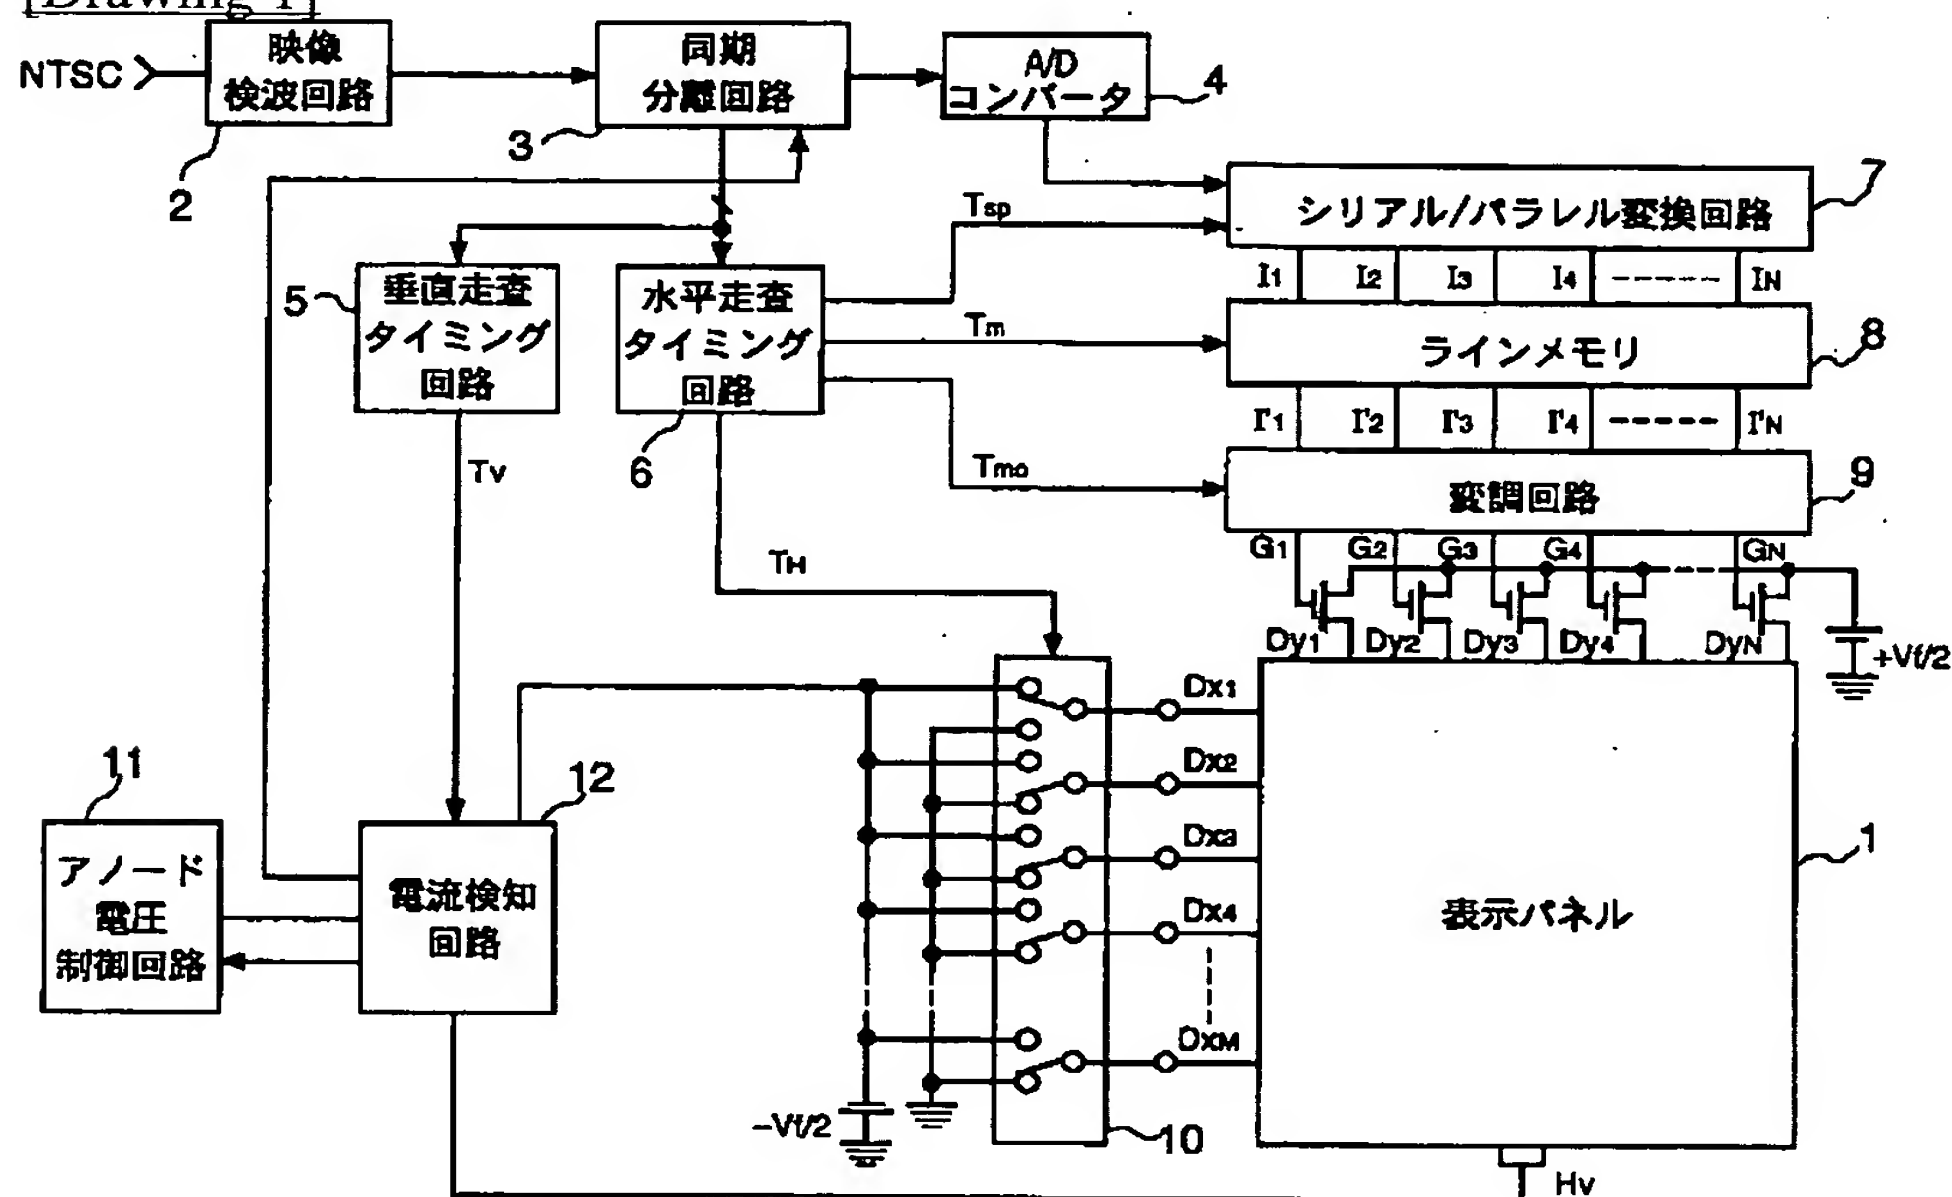 [Drawing 1]
NTSC
映像
検波回路
2
同期
分離回路
3
A/D
コンバータ
4
シリアル/パラレル変換回路
7
Tsp
I1 I2 I3 I4 IN
5
垂直走査
タイミング
回路
水平走査
タイミング
回路
6
Tm
ラインメモリ
8
I'1 I'2 I'3 I'4 I'N
Tv
Tmo
変調回路
9
G1 G2 G3 G4 GN
TH
Dy1 Dy2 Dy3 Dy4 DyN
+Vf/2
Dx1
Dx2
Dx3
Dx4
DxM
11
アノード
電圧
制御回路
12
電流検知
回路
表示パネル
1
-Vf/2
10
Hv